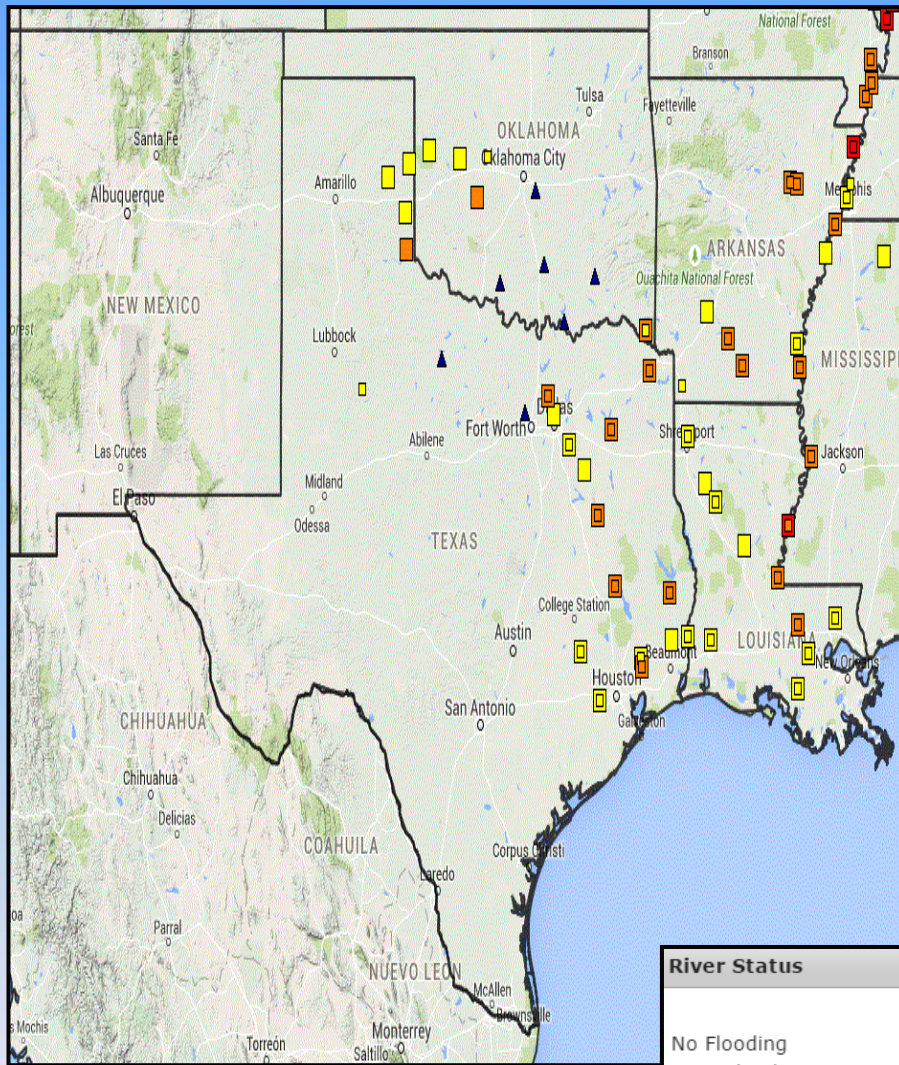 National Forest
Branson
Tulsa
Fayetteville
OKLAHOMA
Santa Fe
Oklahoma City
Amarillo
Albuquerque
Memphis
ARKANSAS
Ouachita National Forest
NEW MEXICO
Lubbock
MISSISSIPPI
Dallas
Fort Worth
Shreveport
Abilene
Jackson
Las Cruces
Midland
El Paso
Odessa
TEXAS
College Station
Austin
LOUISIANA
Beaumont
New Orleans
Houston
San Antonio
Galveston
CHIHUAHUA
Chihuahua
Delicias
COAHUILA
Corpus Christi
Laredo
Parral
River Status
NUEVO LEON
McAllen
Brownsville
s Mochis
Monterrey
No Flooding
Torreón
Saltillo